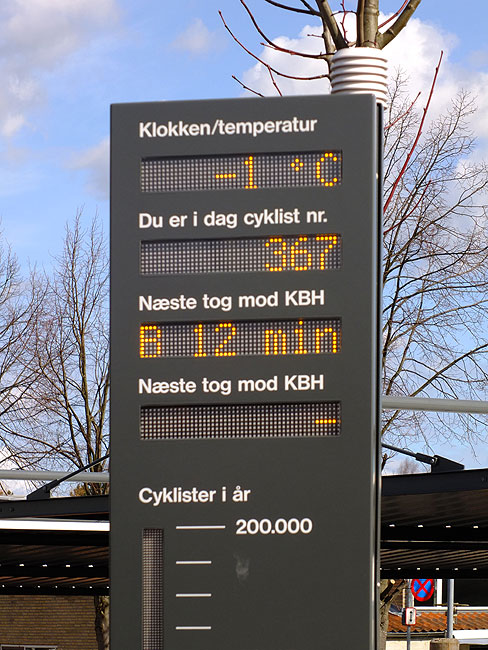 Klokken/temperatur
-1 °C
Du er i dag cyklist nr.
367
Næste tog mod KBH
B 12 min
Næste tog mod KBH
-
Cyklister i år
200.000